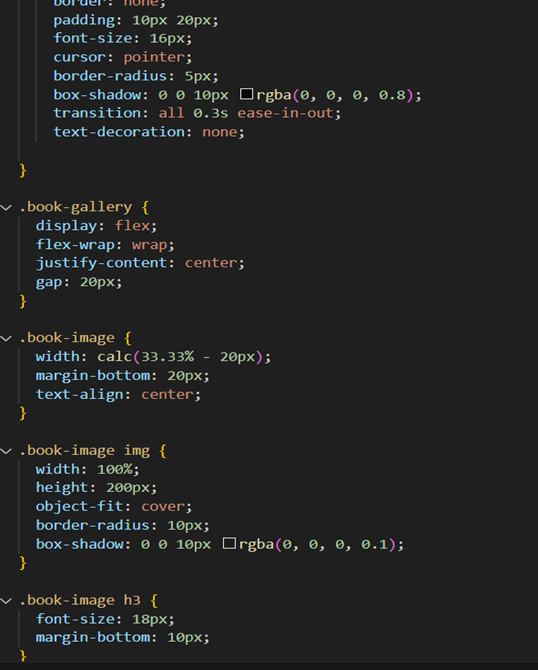 border: none;
padding: 10px 20px;
font-size: 16px;
cursor: pointer;
border-radius: 5px;
box-shadow: 0 0 10px rgba(0, 0, 0, 0.8);
transition: all 0.3s ease-in-out;
text-decoration: none;
}
.book-gallery {
display: flex;
flex-wrap: wrap;
justify-content: center;
gap: 20px;
}
.book-image {
width: calc(33.33% - 20px);
margin-bottom: 20px;
text-align: center;
}
.book-image img {
width: 100%;
height: 200px;
object-fit: cover;
border-radius: 10px;
box-shadow: 0 0 10px rgba(0, 0, 0, 0.1);
}
.book-image h3 {
font-size: 18px;
margin-bottom: 10px;
}